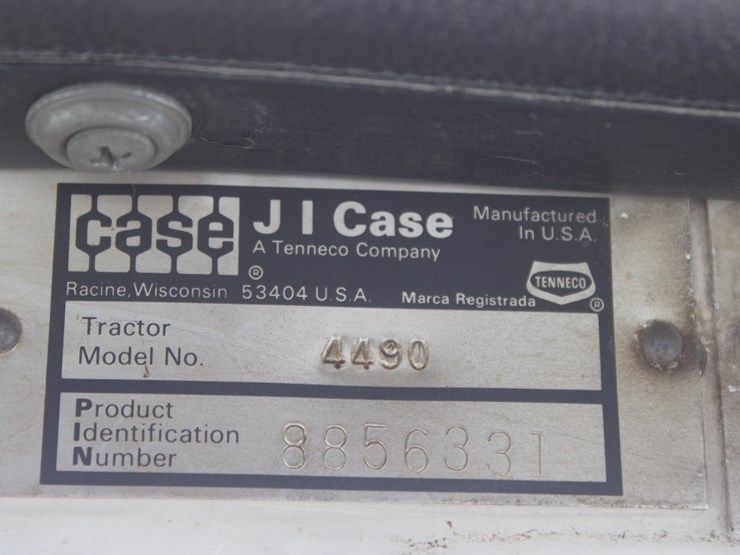 case
J I Case
A Tenneco Company
Manufactured
In U.S.A.
®
Racine, Wisconsin 53404 U.S.A.
Marca Registrada
TENNECO
®
Tractor
Model No. 4490
Product
Identification
Number
8856331